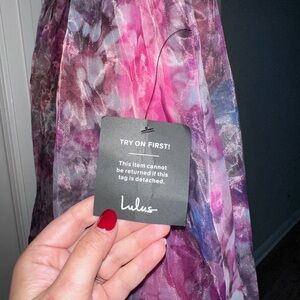 TRY ON FIRST!
This item cannot
be returned if this
tag is detached.
Lulus